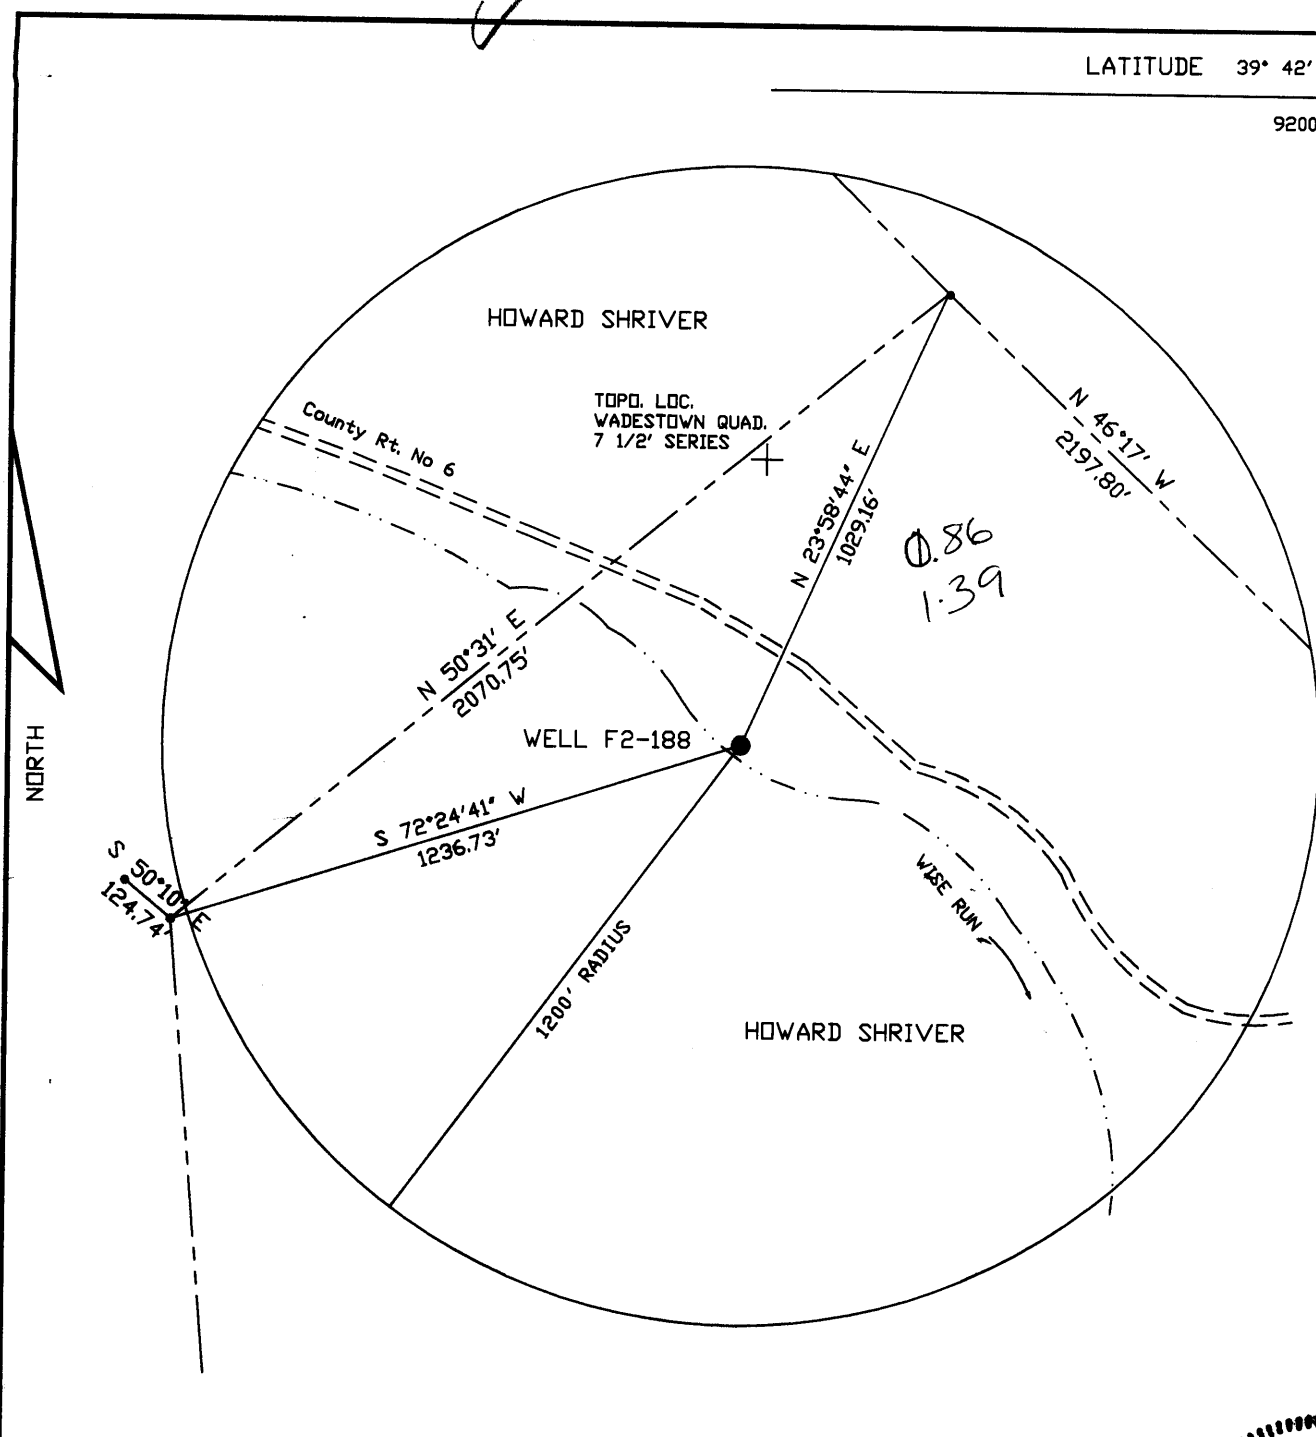 LATITUDE 39° 42'
9200
HOWARD SHRIVER
TOPO. LOC.
WADESTOWN QUAD.
7 1/2' SERIES
County Rt. No 6
N 46°17' W
2197.80'
N 23°58'44" E
1029.16'
0.86
1.39
N 50°31' E
2070.75'
WELL F2-188
NORTH
S 72°24'41" W
1236.73'
S 50°10' E
124.74'
WISE RUN
1200' RADIUS
HOWARD SHRIVER